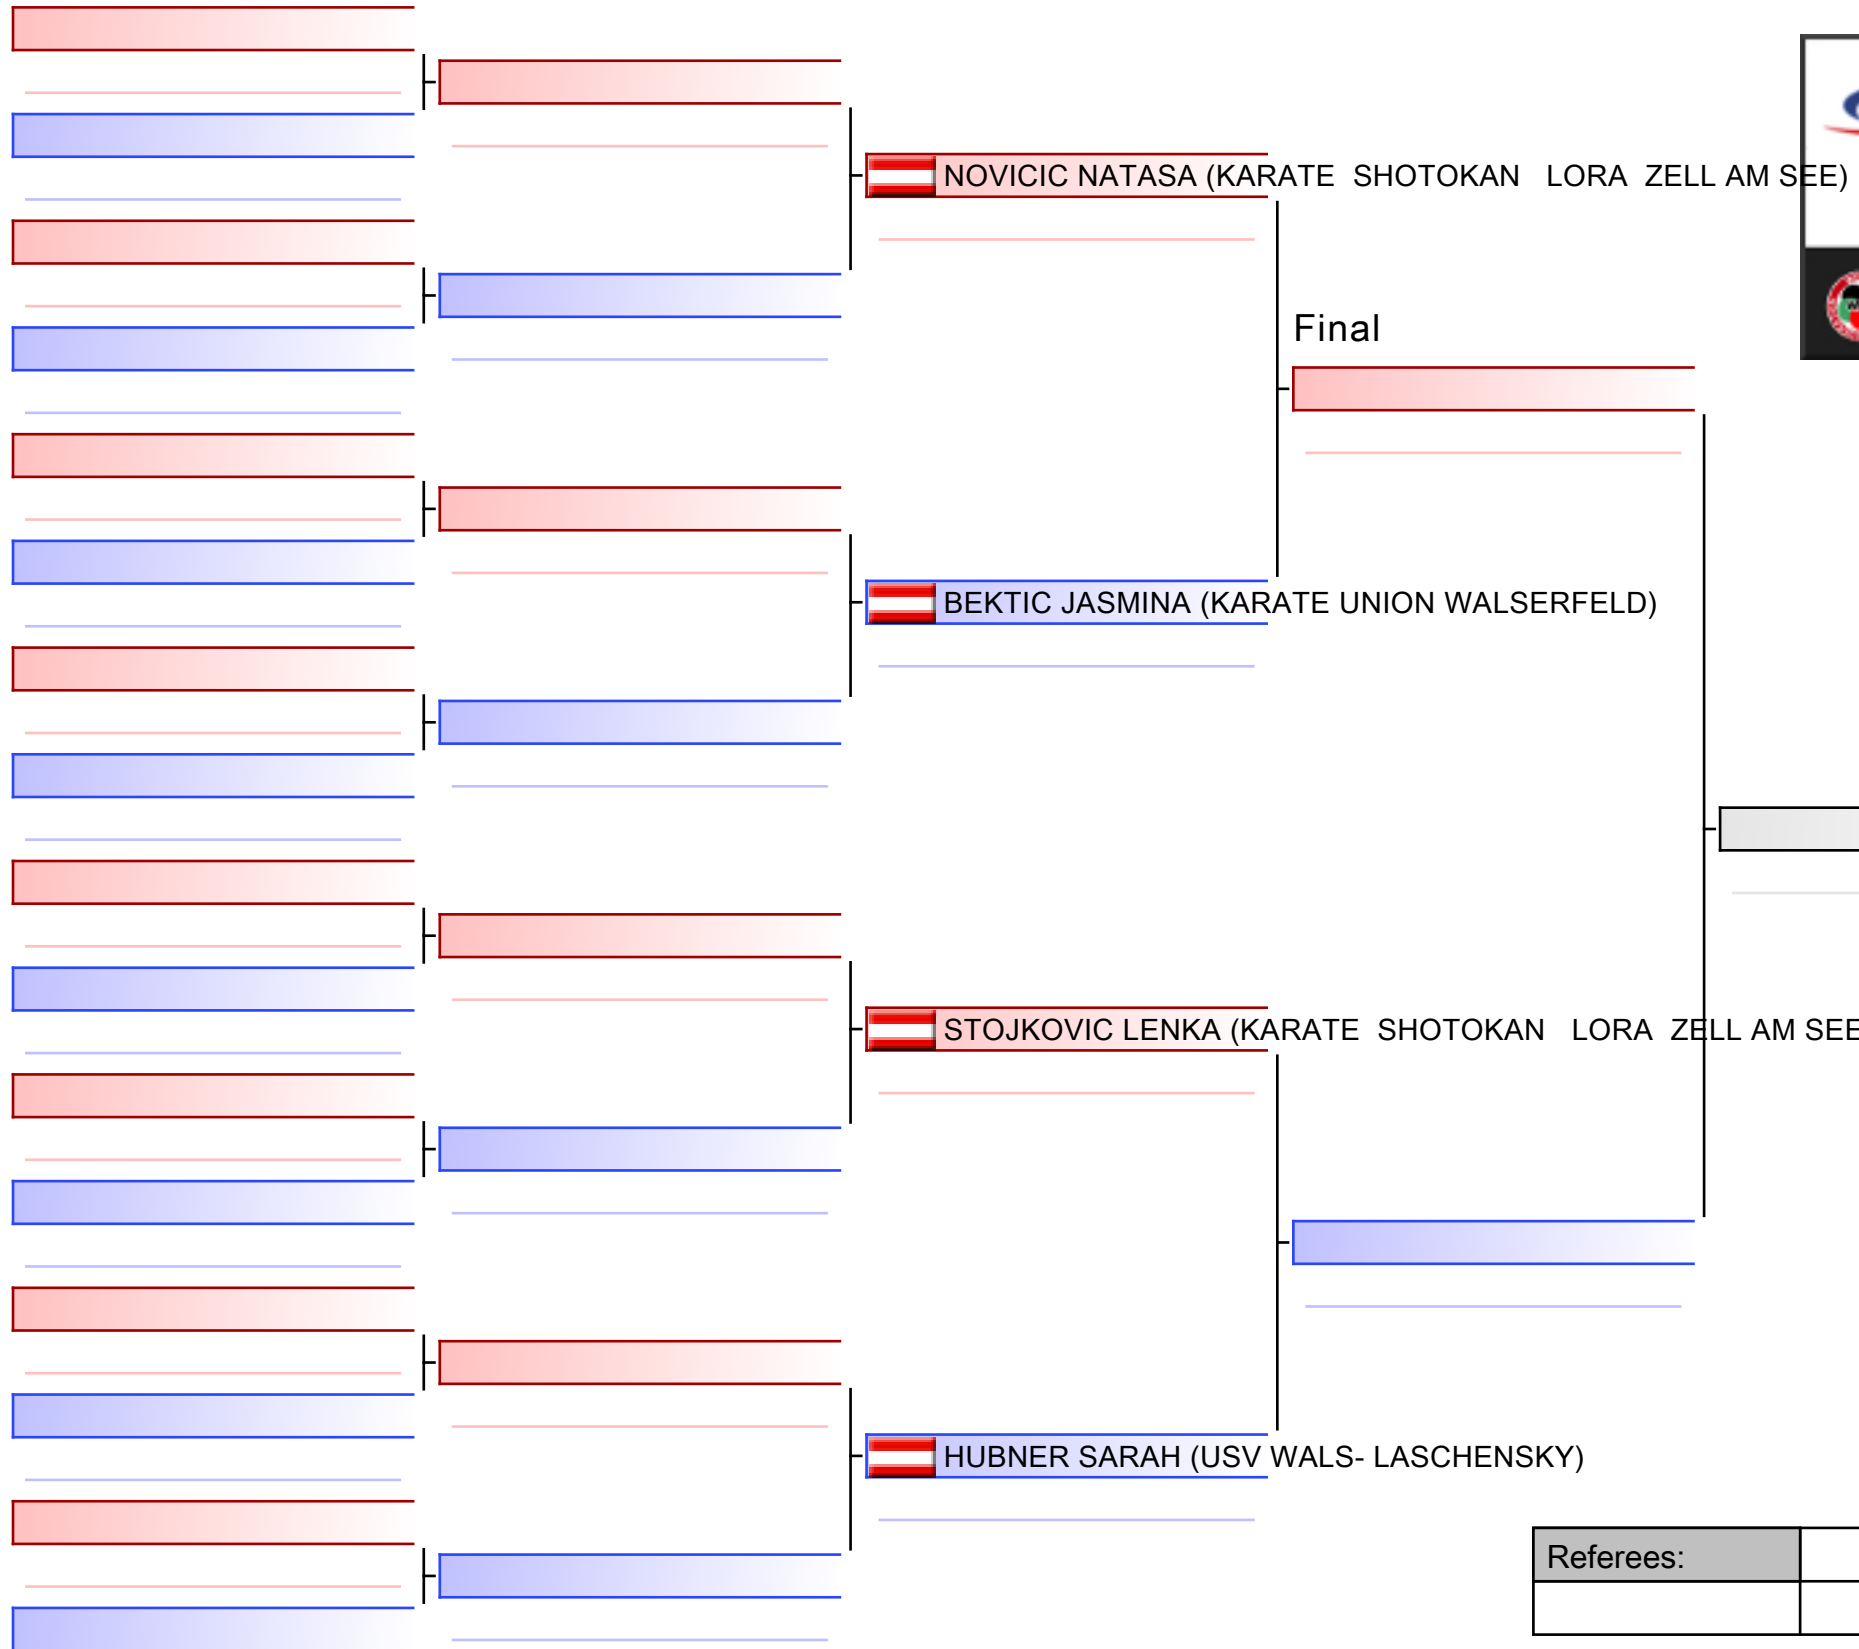 NOVICIC NATASA (KARATE  SHOTOKAN   LORA  ZELL AM SEE)
Final
BEKTIC JASMINA (KARATE UNION WALSERFELD)
STOJKOVIC LENKA (KARATE  SHOTOKAN   LORA  ZELL AM SEE
HUBNER SARAH (USV WALS- LASCHENSKY)
Referees: